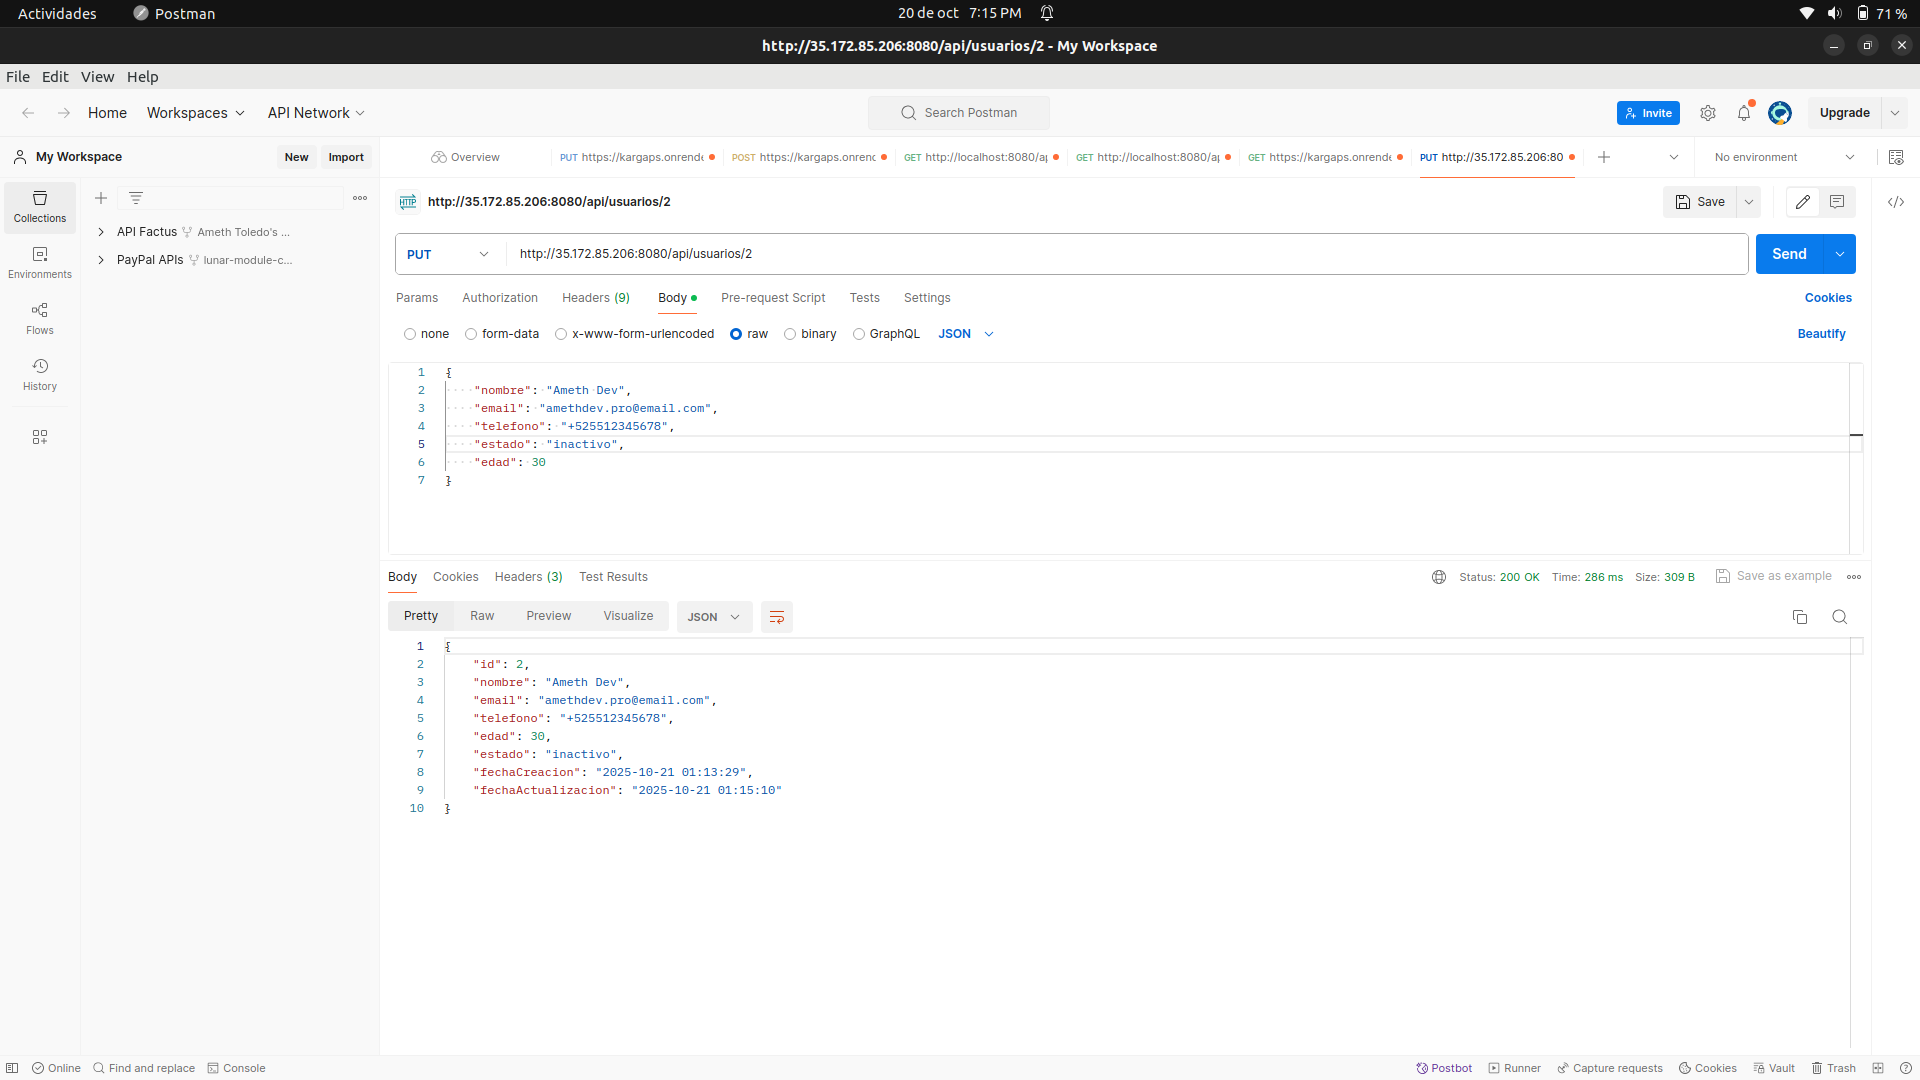 Actividades Postman 20 de oct 7:15 PM 71 %
http://35.172.85.206:8080/api/usuarios/2 - My Workspace
File Edit View Help
Home Workspaces API Network Search Postman Invite Upgrade
My Workspace New Import Overview PUT https://kargaps.onrende POST https://kargaps.onrenc GET http://localhost:8080/a GET http://localhost:8080/a GET https://kargaps.onrende PUT http://35.172.85.206:80 No environment
Collections
Environments
Flows
History
API Factus Ameth Toledo's ...
PayPal APIs lunar-module-c...
HTTP http://35.172.85.206:8080/api/usuarios/2 Save
PUT http://35.172.85.206:8080/api/usuarios/2 Send
Params Authorization Headers (9) Body Pre-request Script Tests Settings Cookies
none form-data x-www-form-urlencoded raw binary GraphQL JSON Beautify
1 {
2 "nombre": "Ameth Dev",
3 "email": "amethdev.pro@email.com",
4 "telefono": "+525512345678",
5 "estado": "inactivo",
6 "edad": 30
7 }
Body Cookies Headers (3) Test Results Status: 200 OK Time: 286 ms Size: 309 B Save as example
Pretty Raw Preview Visualize JSON
1 {
2 "id": 2,
3 "nombre": "Ameth Dev",
4 "email": "amethdev.pro@email.com",
5 "telefono": "+525512345678",
6 "edad": 30,
7 "estado": "inactivo",
8 "fechaCreacion": "2025-10-21 01:13:29",
9 "fechaActualizacion": "2025-10-21 01:15:10"
10 }
Online Find and replace Console Postbot Runner Capture requests Cookies Vault Trash